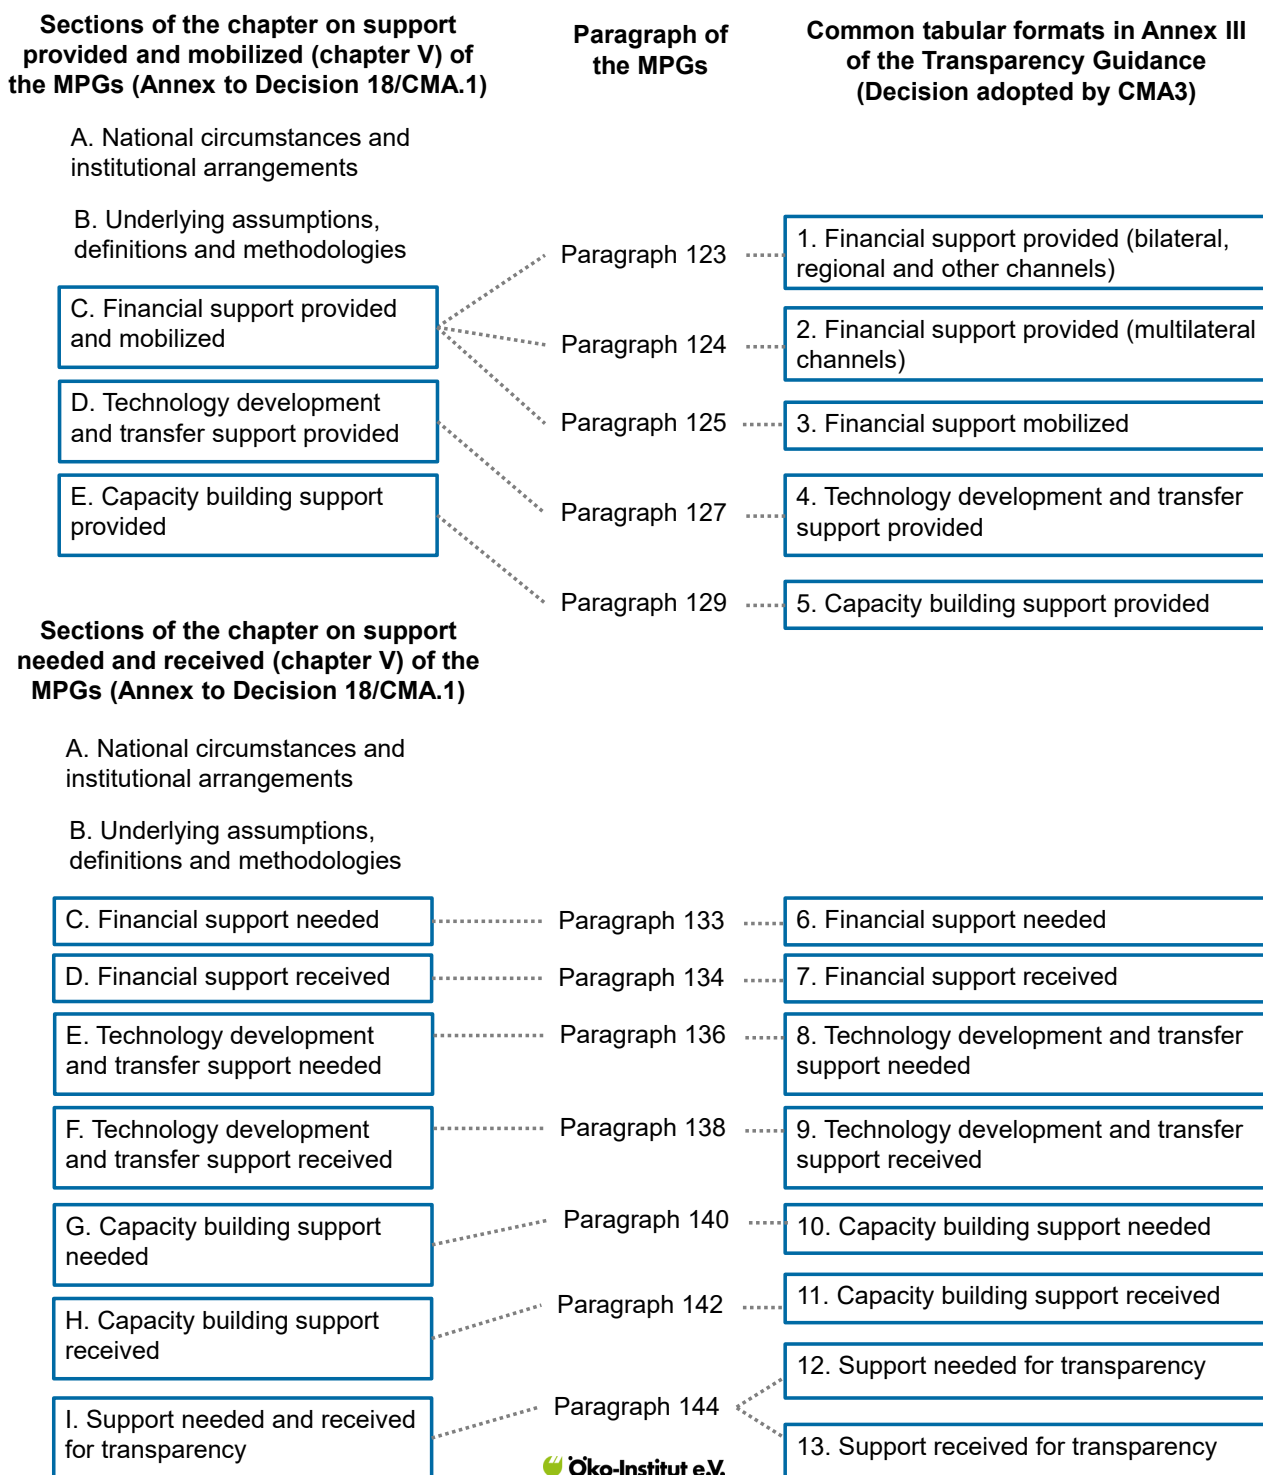 Sections of the chapter on support
provided and mobilized (chapter V) of
the MPGs (Annex to Decision 18/CMA.1)
Paragraph of
the MPGs
Common tabular formats in Annex III
of the Transparency Guidance
(Decision adopted by CMA3)
A. National circumstances and
institutional arrangements
B. Underlying assumptions,
definitions and methodologies
C. Financial support provided
and mobilized
D. Technology development
and transfer support provided
E. Capacity building support
provided
Paragraph 123
Paragraph 124
Paragraph 125
Paragraph 127
Paragraph 129
1. Financial support provided (bilateral,
regional and other channels)
2. Financial support provided (multilateral
channels)
3. Financial support mobilized
4. Technology development and transfer
support provided
5. Capacity building support provided
Sections of the chapter on support
needed and received (chapter V) of the
MPGs (Annex to Decision 18/CMA.1)
A. National circumstances and
institutional arrangements
B. Underlying assumptions,
definitions and methodologies
C. Financial support needed
D. Financial support received
E. Technology development
and transfer support needed
F. Technology development
and transfer support received
G. Capacity building support
needed
H. Capacity building support
received
I. Support needed and received
for transparency
Paragraph 133
Paragraph 134
Paragraph 136
Paragraph 138
Paragraph 140
Paragraph 142
Paragraph 144
6. Financial support needed
7. Financial support received
8. Technology development and transfer
support needed
9. Technology development and transfer
support received
10. Capacity building support needed
11. Capacity building support received
12. Support needed for transparency
13. Support received for transparency
Öko-Institut e.V.